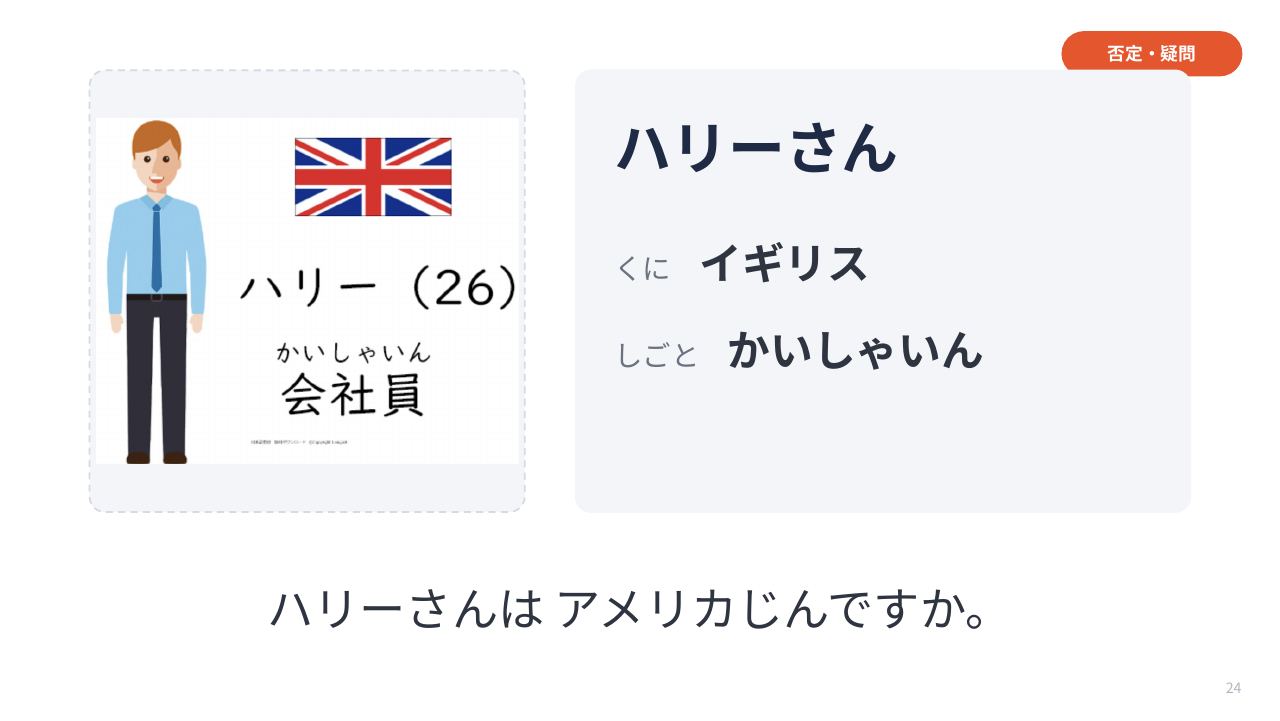 否定・疑問
ハリー（26）
かいしゃいん
会社員
ハリーさん
くに イギリス
しごと かいしゃいん
ハリーさんは アメリカじんですか。
24